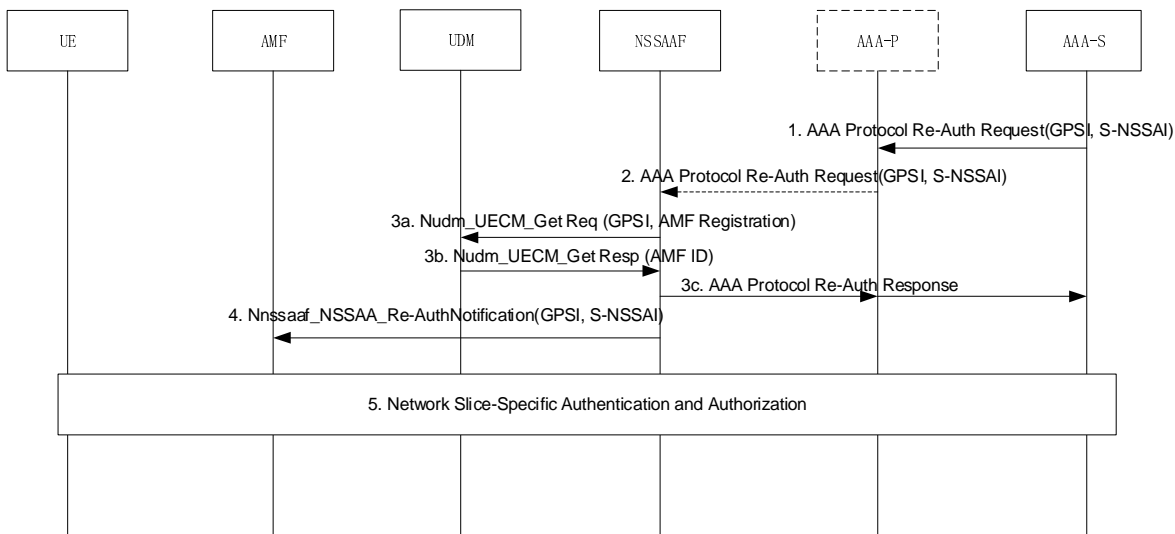 UE
AMF
UDM
NSSAAF
AAA-P
AAA-S
1. AAA Protocol Re-Auth Request(GPSI, S-NSSAI)
2. AAA Protocol Re-Auth Request(GPSI, S-NSSAI)
3a. Nudm_UECM_Get Req (GPSI, AMF Registration)
3b. Nudm_UECM_Get Resp (AMF ID)
3c. AAA Protocol Re-Auth Response
4. Nnssaaf_NSSAA_Re-AuthNotification(GPSI, S-NSSAI)
5. Network Slice-Specific Authentication and Authorization